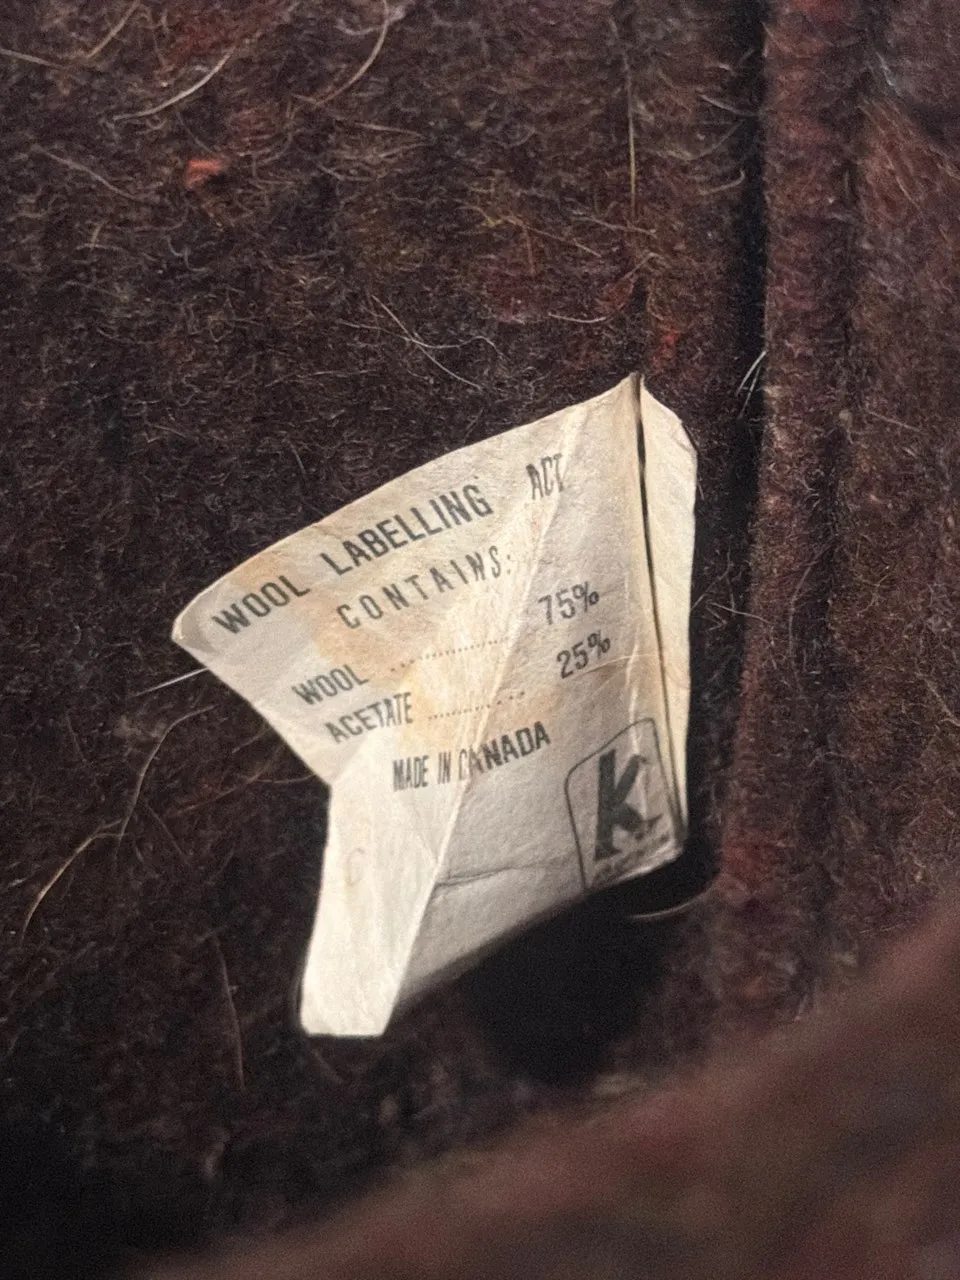 WOOL LABELLING ACT
CONTAINS:
WOOL .............. 75%
ACETATE ............ 25%
MADE IN CANADA
K